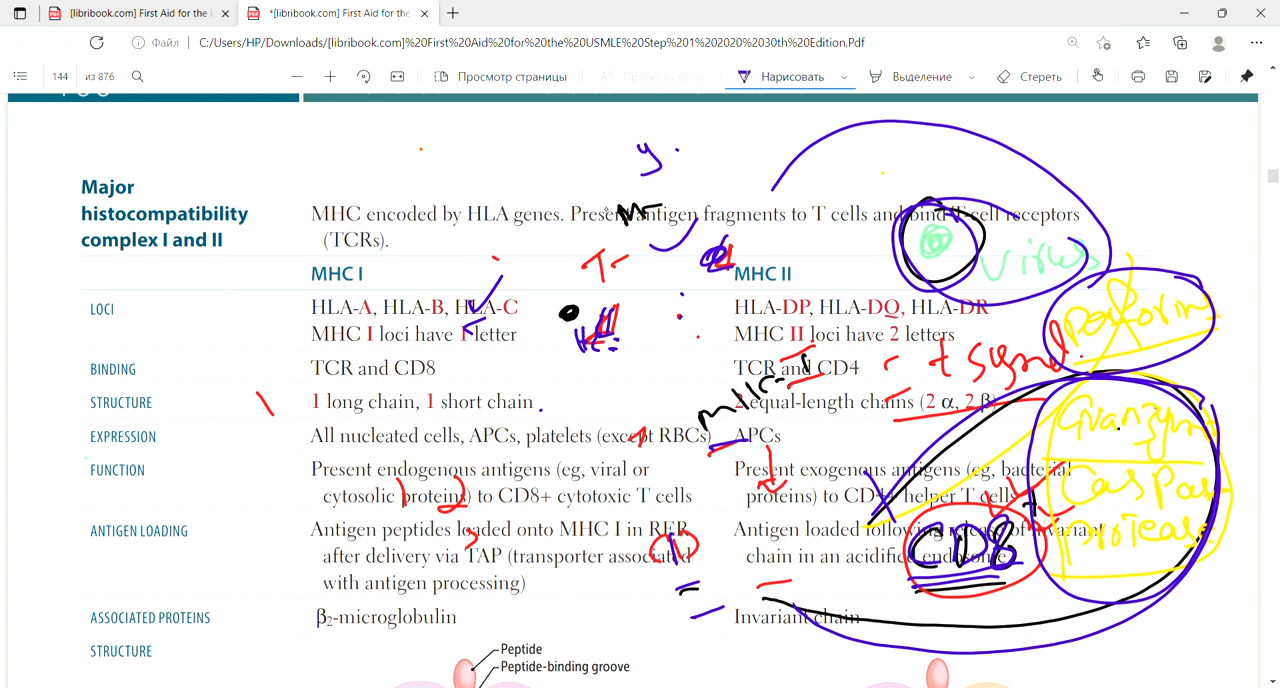 [libribook.com] First Aid for the U
*[libribook.com] First Aid for the
Файл C:/Users/HP/Downloads/[libribook.com]%20First%20Aid%20for%20the%20USMLE%20Step%201%202020%2030th%20Edition.Pdf
144 из 876 Просмотр страницы Нарисовать Выделение Стереть
Major
histocompatibility
complex I and II
MHC encoded by HLA genes. Present antigen fragments to T cells and bind T-cell receptors
(TCRs).
MHC I MHC II
LOCI HLA-A, HLA-B, HLA-C HLA-DP, HLA-DQ, HLA-DR
MHC I loci have 1 letter MHC II loci have 2 letters
BINDING TCR and CD8 TCR and CD4
STRUCTURE 1 long chain, 1 short chain 2 equal-length chains (2 α, 2 β)
EXPRESSION All nucleated cells, APCs, platelets (except RBCs) APCs
FUNCTION Present endogenous antigens (eg, viral or Present exogenous antigens (eg, bacterial
cytosolic proteins) to CD8+ cytotoxic T cells proteins) to CD4+ helper T cells
ANTIGEN LOADING Antigen peptides loaded onto MHC I in RER Antigen loaded following release of invariant
after delivery via TAP (transporter associated chain in an acidified endosome
with antigen processing)
ASSOCIATED PROTEINS β2-microglobulin Invariant chain
STRUCTURE
Peptide
Peptide-binding groove
virus
CD8
protease